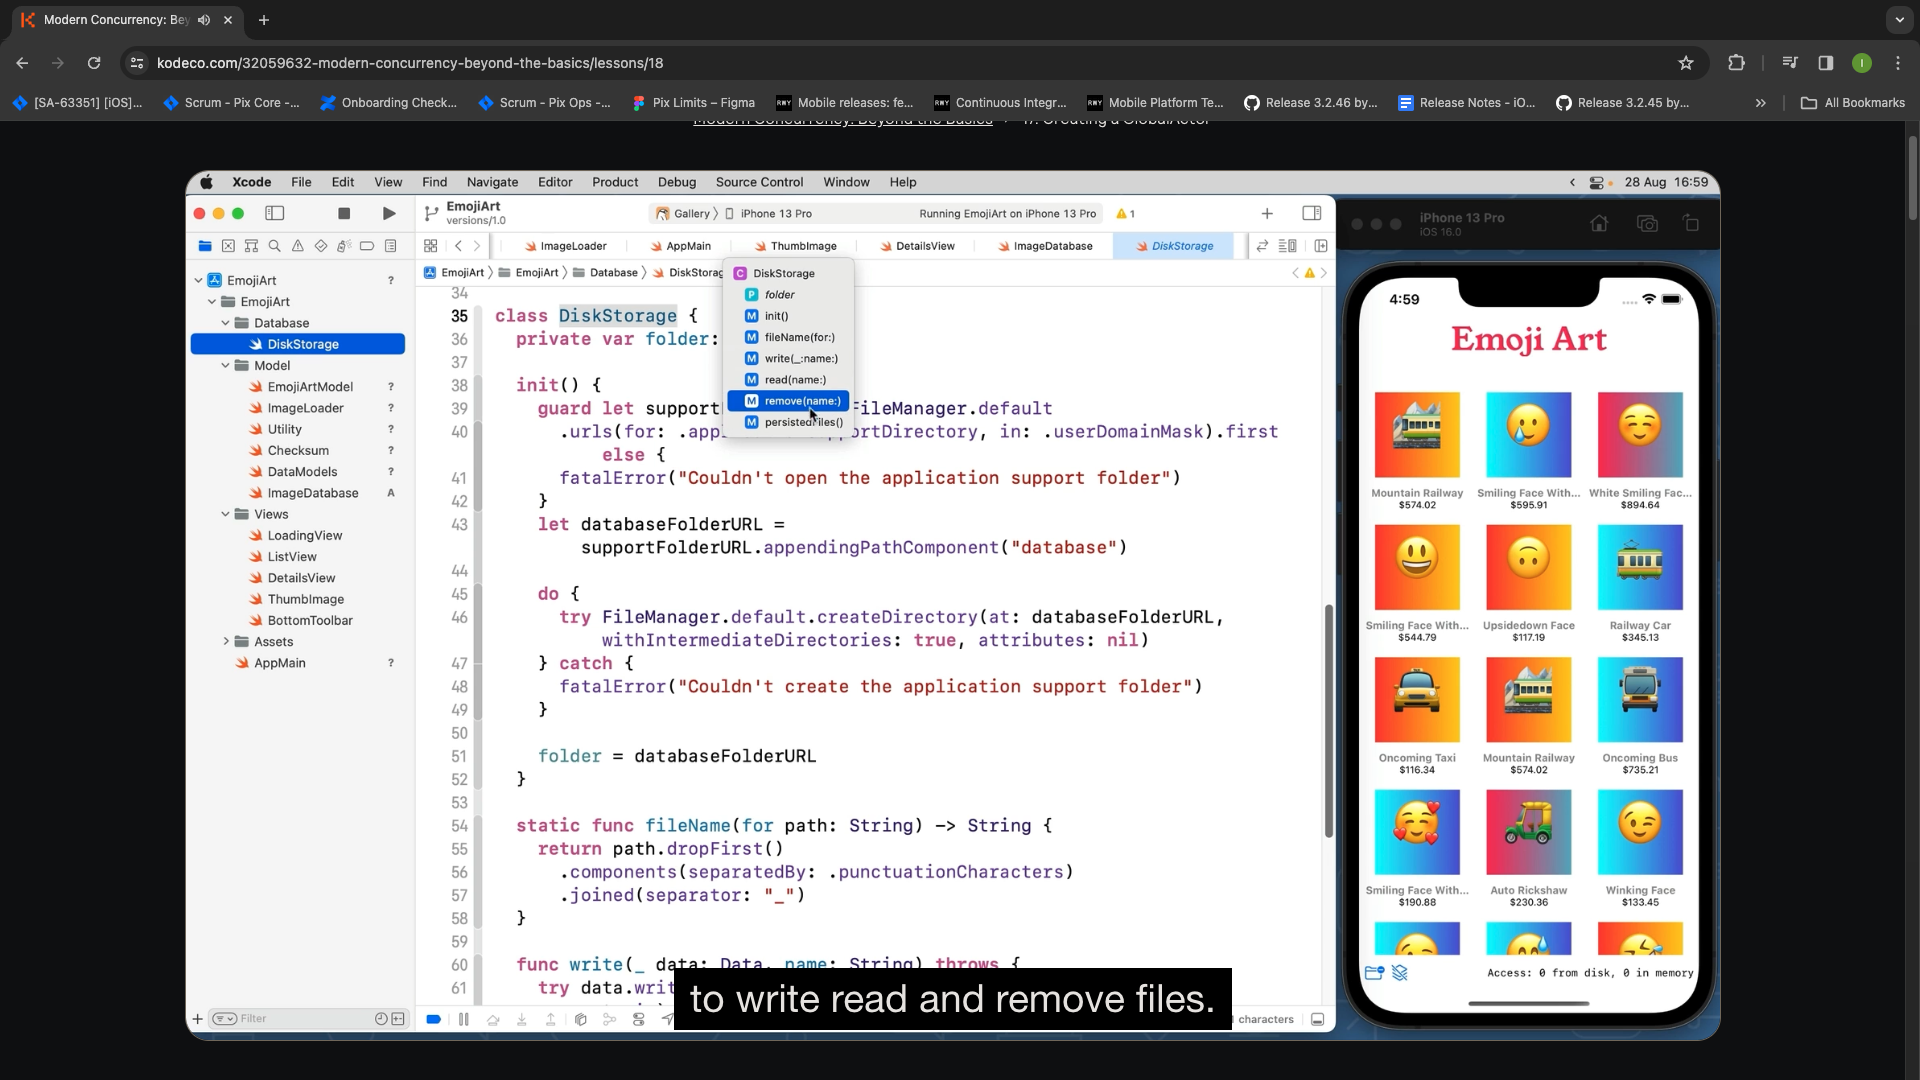 Modern Concurrency: Bey
kodeco.com/32059632-modern-concurrency-beyond-the-basics/lessons/18
[SA-63351] [iOS]...
Scrum - Pix Core -...
Onboarding Check...
Scrum - Pix Ops -...
Pix Limits – Figma
Mobile releases: fe...
Continuous Integr...
Mobile Platform Te...
Release 3.2.46 by...
Release Notes - iO...
Release 3.2.45 by...
All Bookmarks
Modern Concurrency: Beyond the Basics
17. Creating a GlobalActor
Xcode File Edit View Find Navigate Editor Product Debug Source Control Window Help
28 Aug 16:59
EmojiArt
versions/1.0
Gallery
iPhone 13 Pro
Running EmojiArt on iPhone 13 Pro
1
ImageLoader
AppMain
ThumbImage
DetailsView
ImageDatabase
DiskStorage
EmojiArt
EmojiArt
Database
DiskStorag
EmojiArt ?
EmojiArt
Database
DiskStorage
Model
EmojiArtModel ?
ImageLoader ?
Utility ?
Checksum ?
DataModels ?
ImageDatabase A
Views
LoadingView
ListView
DetailsView
ThumbImage
BottomToolbar
Assets
AppMain ?
Filter
C DiskStorage
P folder
M init()
M fileName(for:)
M write(_:name:)
M read(name:)
M remove(name:)
M persistedFiles()
34
35 class DiskStorage {
36 private var folder:
37
38 init() {
39 guard let support FileManager.default
40 .urls(for: .appl portDirectory, in: .userDomainMask).first
else {
41 fatalError("Couldn't open the application support folder")
42 }
43 let databaseFolderURL =
supportFolderURL.appendingPathComponent("database")
44
45 do {
46 try FileManager.default.createDirectory(at: databaseFolderURL,
withIntermediateDirectories: true, attributes: nil)
47 } catch {
48 fatalError("Couldn't create the application support folder")
49 }
50
51 folder = databaseFolderURL
52 }
53
54 static func fileName(for path: String) -> String {
55 return path.dropFirst()
56 .components(separatedBy: .punctuationCharacters)
57 .joined(separator: "_")
58 }
59
60 func write(_ data: Data, name: String) throws {
61 try data.writ
to write read and remove files.
characters
iPhone 13 Pro
iOS 16.0
4:59
Emoji Art
Mountain Railway
$574.02
Smiling Face With...
$595.91
White Smiling Fac...
$894.64
Smiling Face With...
$544.79
Upsidedown Face
$117.19
Railway Car
$345.13
Oncoming Taxi
$116.34
Mountain Railway
$574.02
Oncoming Bus
$735.21
Smiling Face With...
$190.88
Auto Rickshaw
$230.36
Winking Face
$133.45
Access: 0 from disk, 0 in memory